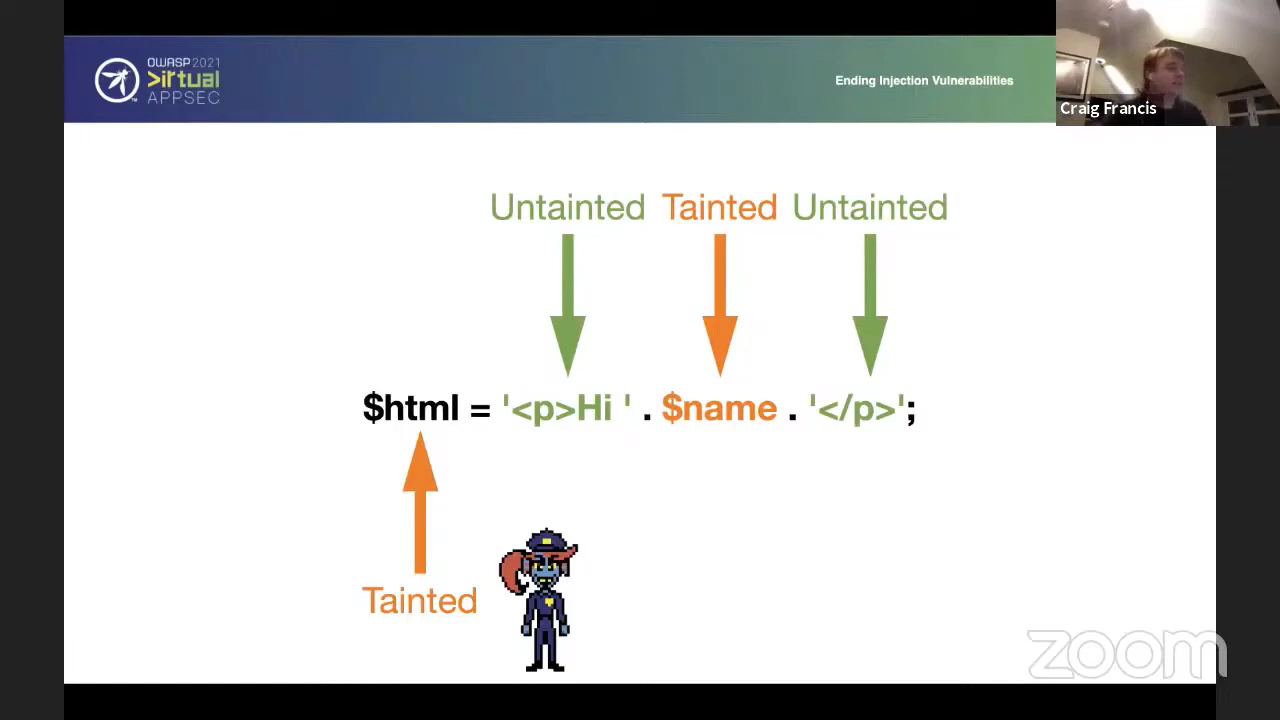 OWASP 2021
>irtual
APPSEC
Ending Injection Vulnerabilities
Craig Francis
Untainted Tainted Untainted
$html = '<p>Hi ' . $name . '</p>';
Tainted
zoom